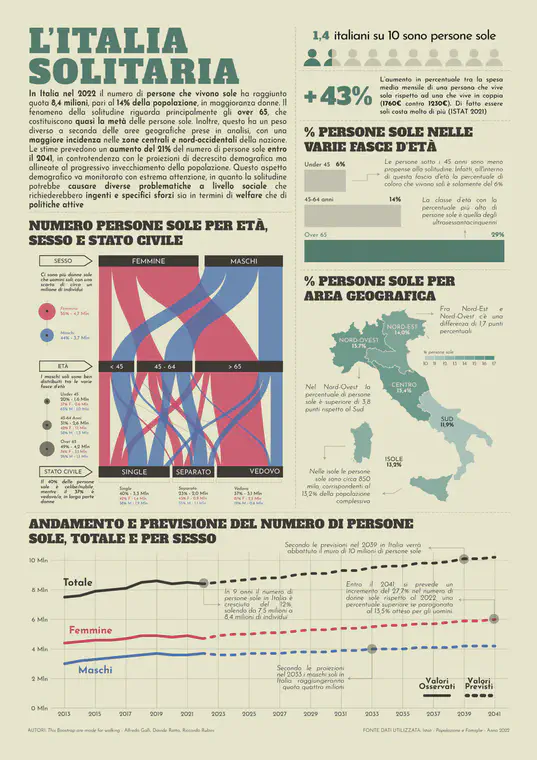 L'ITALIA
SOLITARIA
In Italia nel 2022 il numero di persone che vivono sole ha raggiunto
quota 8,4 milioni, pari al 14% della popolazione, in maggioranza donne. Il
fenomeno della solitudine riguarda principalmente gli over 65, che
costituiscono quasi la metà delle persone sole. Inoltre, questa ha un peso
diverso a seconda delle aree geografiche prese in analisi, con una
maggiore incidenza nelle zone centrali e nord-occidentali della nazione.
Le stime prevedono un aumento del 21% del numero di persone sole entro
il 2041, in controtendenza con le proiezioni di decrescita demografica ma
allineate al progressivo invecchiamento della popolazione. Questo aspetto
demografico va monitorato con estrema attenzione, in quanto la solitudine
potrebbe causare diverse problematiche a livello sociale che
richiederebbero ingenti e specifici sforzi sia in termini di welfare che di
politiche attive
1,4 italiani su 10 sono persone sole
+43%
L'aumento in percentuale tra la spesa
media mensile di una persona che vive
sola rispetto ad una che vive in coppia
(1760€ contro 1230€). Di fatto essere
soli costa molto di più (ISTAT 2021)
% PERSONE SOLE NELLE
VARIE FASCE D'ETÀ
Under 45 6%
Le persone sotto i 45 anni sono meno
propense alla solitudine. Infatti, all'interno
di questa fascia d'età la percentuale di
coloro che vivono soli è solamente del 6%
45-64 anni 14%
La classe d'età con la
percentuale più alta di
persone sole è quella degli
ultrasessantacinquenni
Over 65 29%
NUMERO PERSONE SOLE PER ETÀ,
SESSO E STATO CIVILE
SESSO
FEMMINE
MASCHI
Ci sono più donne sole
che uomini soli, con uno
scarto di circa un
milione di individui
Femmine
56% - 4,7 Mln
Maschi
44% - 3,7 Mln
ETÀ
< 45
45 - 64
> 65
I maschi soli sono ben
distribuiti tra le varie
fasce d'età
Under 45
20% - 1,6 Mln
45-64 Anni
31% - 2,6 Mln
Over 65
49% - 4,2 Mln
STATO CIVILE
SINGLE
SEPARATO
VEDOVO
Il 40% delle persone
sole è celibe/nubile,
mentre il 37% è
vedovo/a, in larga parte
donne
Single
40% - 3,3 Mln
Separato
23% - 2,0 Mln
Vedovo
37% - 3,1 Mln
% PERSONE SOLE PER
AREA GEOGRAFICA
Fra Nord-Est e
Nord-Ovest c'è una
differenza di 1,7 punti
percentuali
NORD-EST
14,0%
NORD-OVEST
15,7%
% persone sole
10 11 12 13 14 15 16 17
CENTRO
15,4%
Nel Nord-Ovest la
percentuale di persone
sole è superiore di 3,8
punti rispetto al Sud
SUD
11,9%
ISOLE
13,2%
Nelle isole le persone
sole sono circa 850
mila, corrispondenti al
13,2% della popolazione
complessiva
ANDAMENTO E PREVISIONE DEL NUMERO DI PERSONE
SOLE, TOTALE E PER SESSO
Secondo le previsioni nel 2039 in Italia verrà
abbattuto il muro di 10 milioni di persone sole
10 Mln
8 Mln
6 Mln
4 Mln
2 Mln
0 Mln
Totale
In 9 anni il numero di
persone sole in Italia è
cresciuto del 12%
salendo da 7,5 milioni a
8,4 milioni di individui
Entro il 2041 si prevede un
incremento del 27,7% nel numero di
donne sole rispetto al 2022, una
percentuale superiore se paragonata
al 13,5% atteso per gli uomini
Femmine
Maschi
Secondo le proiezioni
nel 2033 i maschi soli in
Italia raggiungeranno
quota quattro milioni
Valori
Osservati
Valori
Previsti
2013 2015 2017 2019 2021 2023 2025 2027 2029 2031 2033 2035 2037 2039 2041
AUTORI: This Boxstrap are made for walking - Alfredo Galli, Davide Ratto, Riccardo Rubini
FONTE DATI UTILIZZATA: Istat - Popolazione e Famiglie - Anno 2022